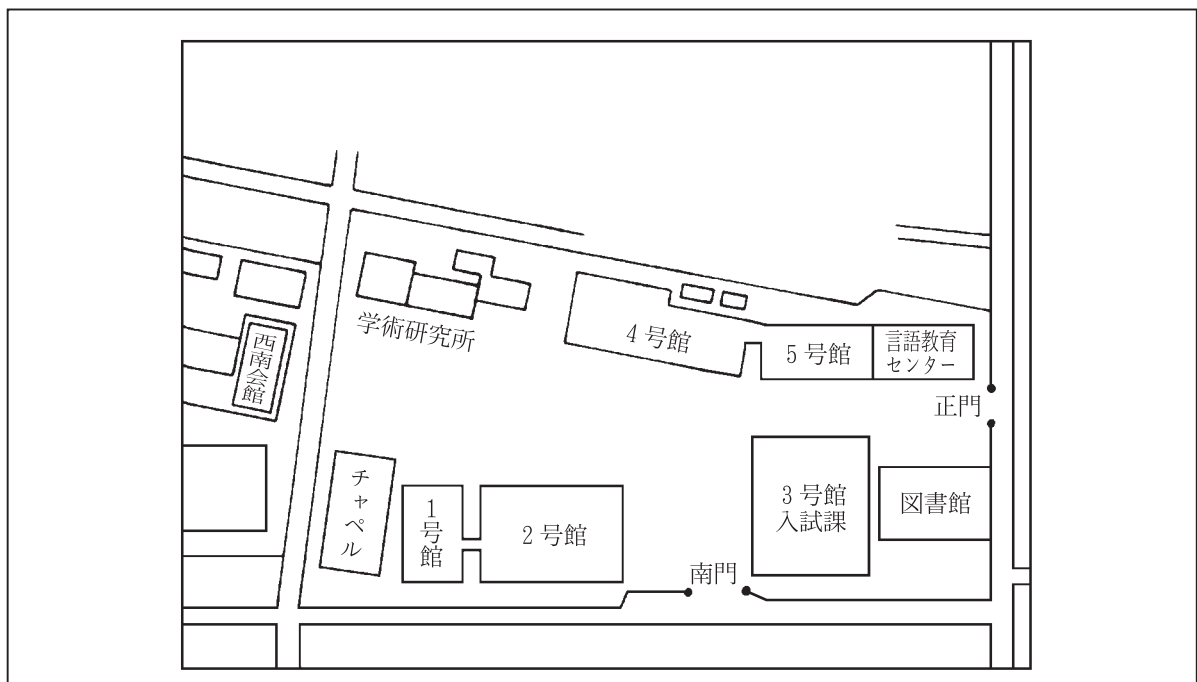 学術研究所
4号館
5号館
言語教育
センター
西南会館
正門
チャペル
1号館
2号館
3号館
入試課
図書館
南門